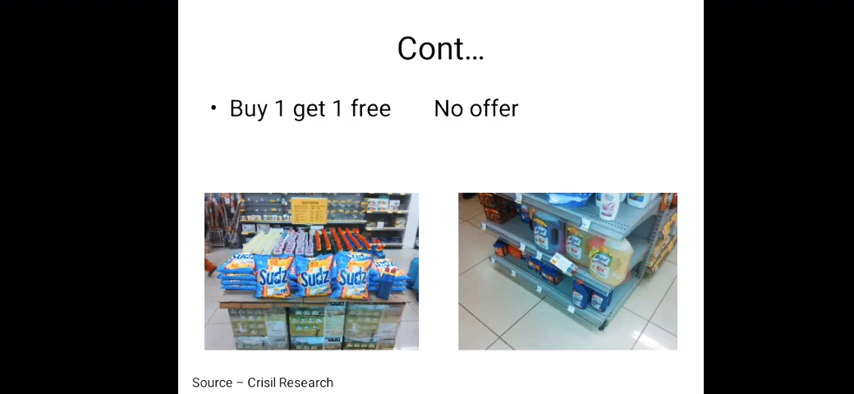 Cont...
• Buy 1 get 1 free No offer
Sudz Sudz Sudz
Source – Crisil Research